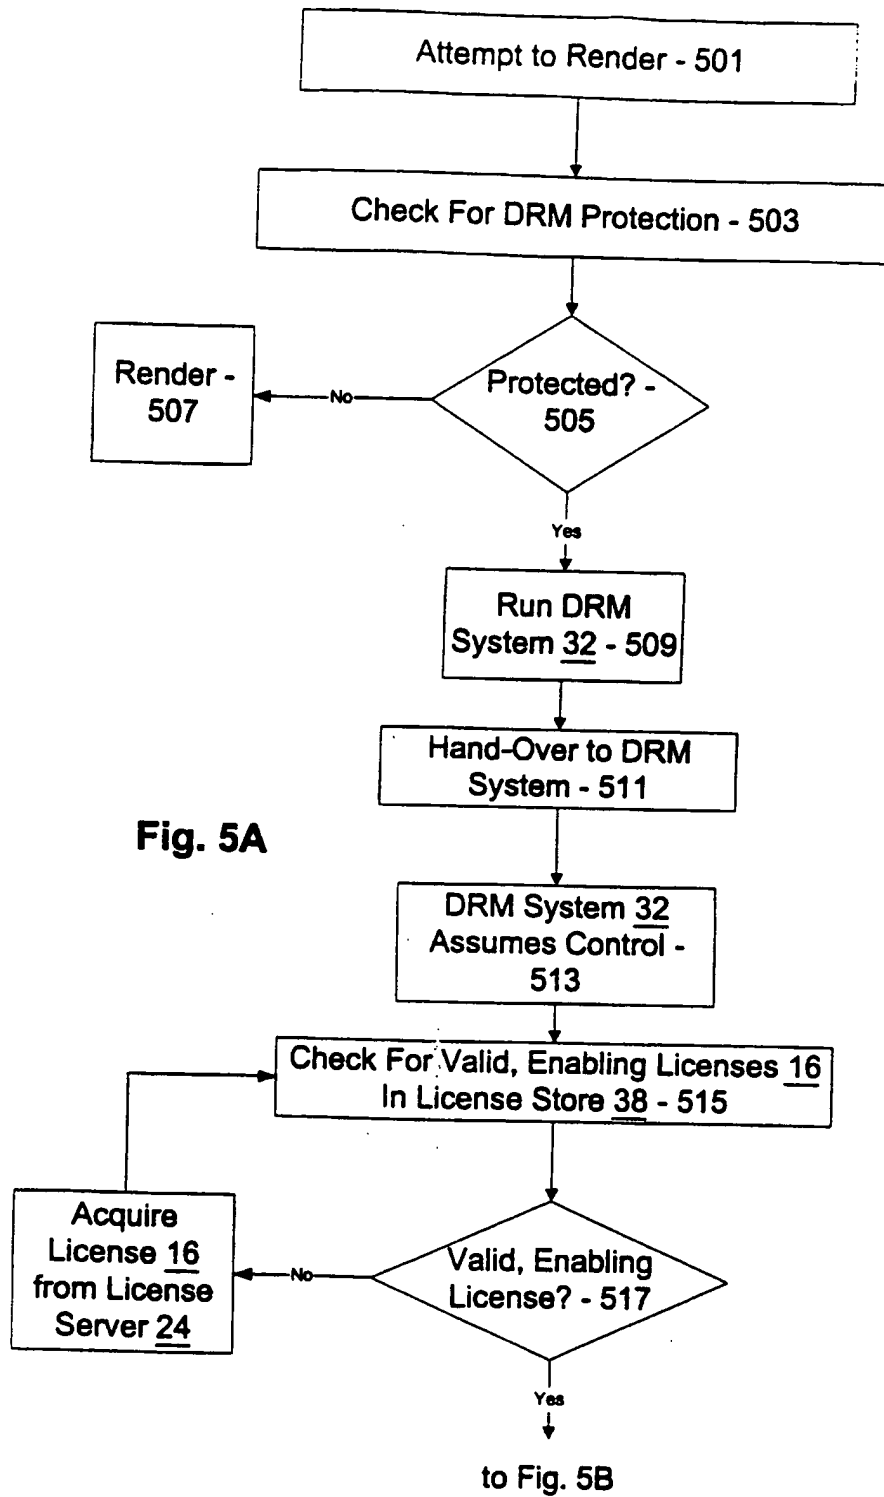 Attempt to Render - 501
Check For DRM Protection - 503
Render -
507
No
Protected? -
505
Yes
Run DRM
System 32 - 509
Hand-Over to DRM
System - 511
Fig. 5A
DRM System 32
Assumes Control -
513
Check For Valid, Enabling Licenses 16
In License Store 38 - 515
Acquire
License 16
from License
Server 24
No
Valid, Enabling
License? - 517
Yes
to Fig. 5B